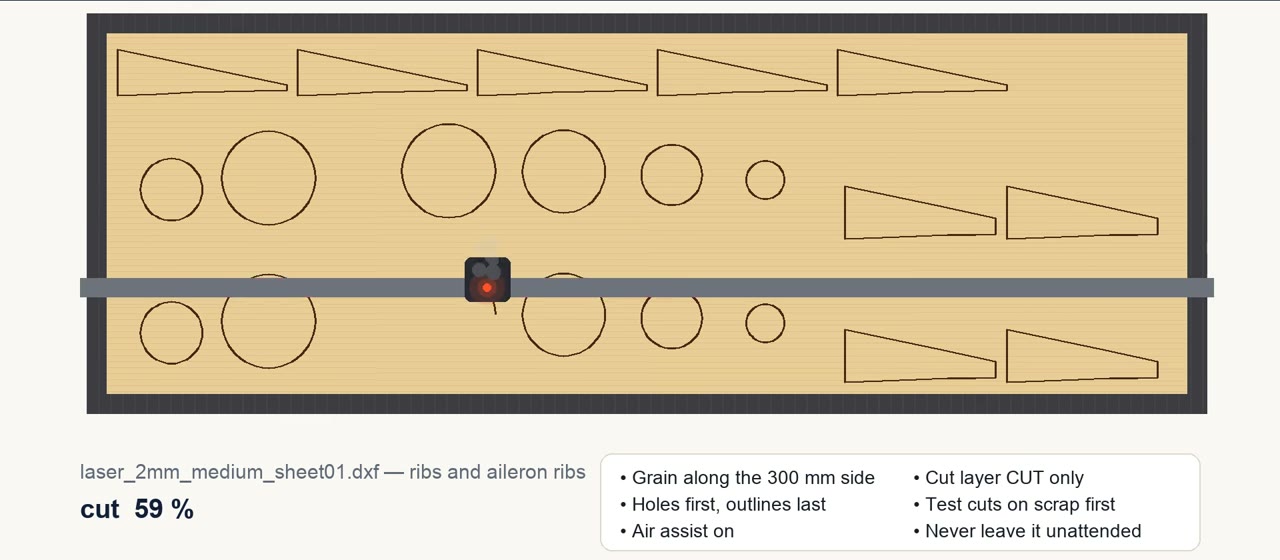 laser_2mm_medium_sheet01.dxf — ribs and aileron ribs
cut 59 %
• Grain along the 300 mm side
• Holes first, outlines last
• Air assist on
• Cut layer CUT only
• Test cuts on scrap first
• Never leave it unattended